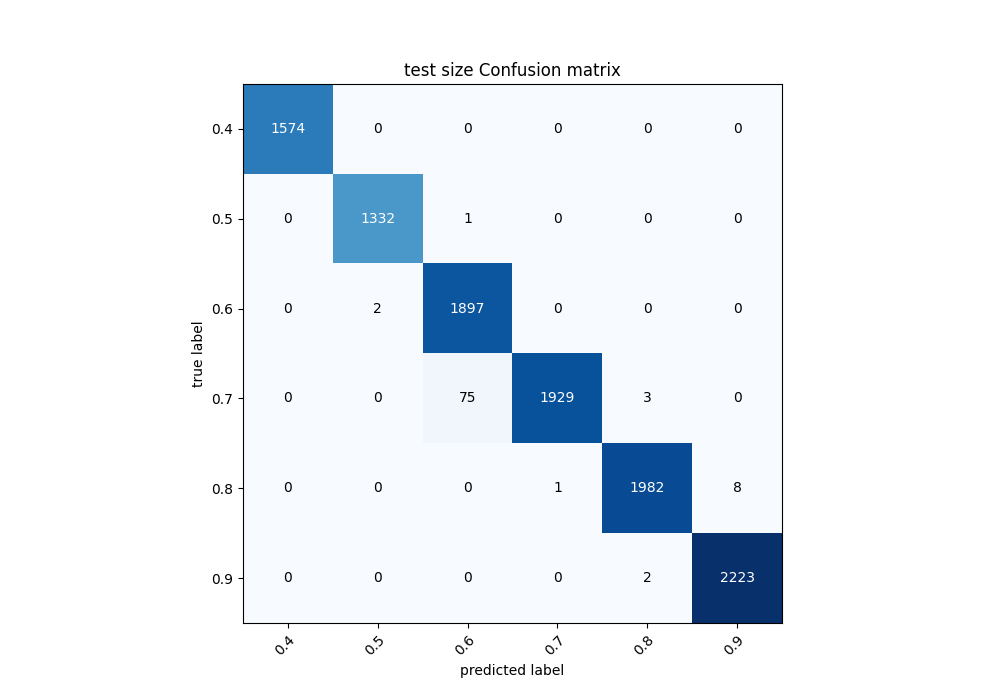 test size Confusion matrix
true label
0.4 1574 0 0 0 0 0
0.5 0 1332 1 0 0 0
0.6 0 2 1897 0 0 0
0.7 0 0 75 1929 3 0
0.8 0 0 0 1 1982 8
0.9 0 0 0 0 2 2223
0.4 0.5 0.6 0.7 0.8 0.9
predicted label